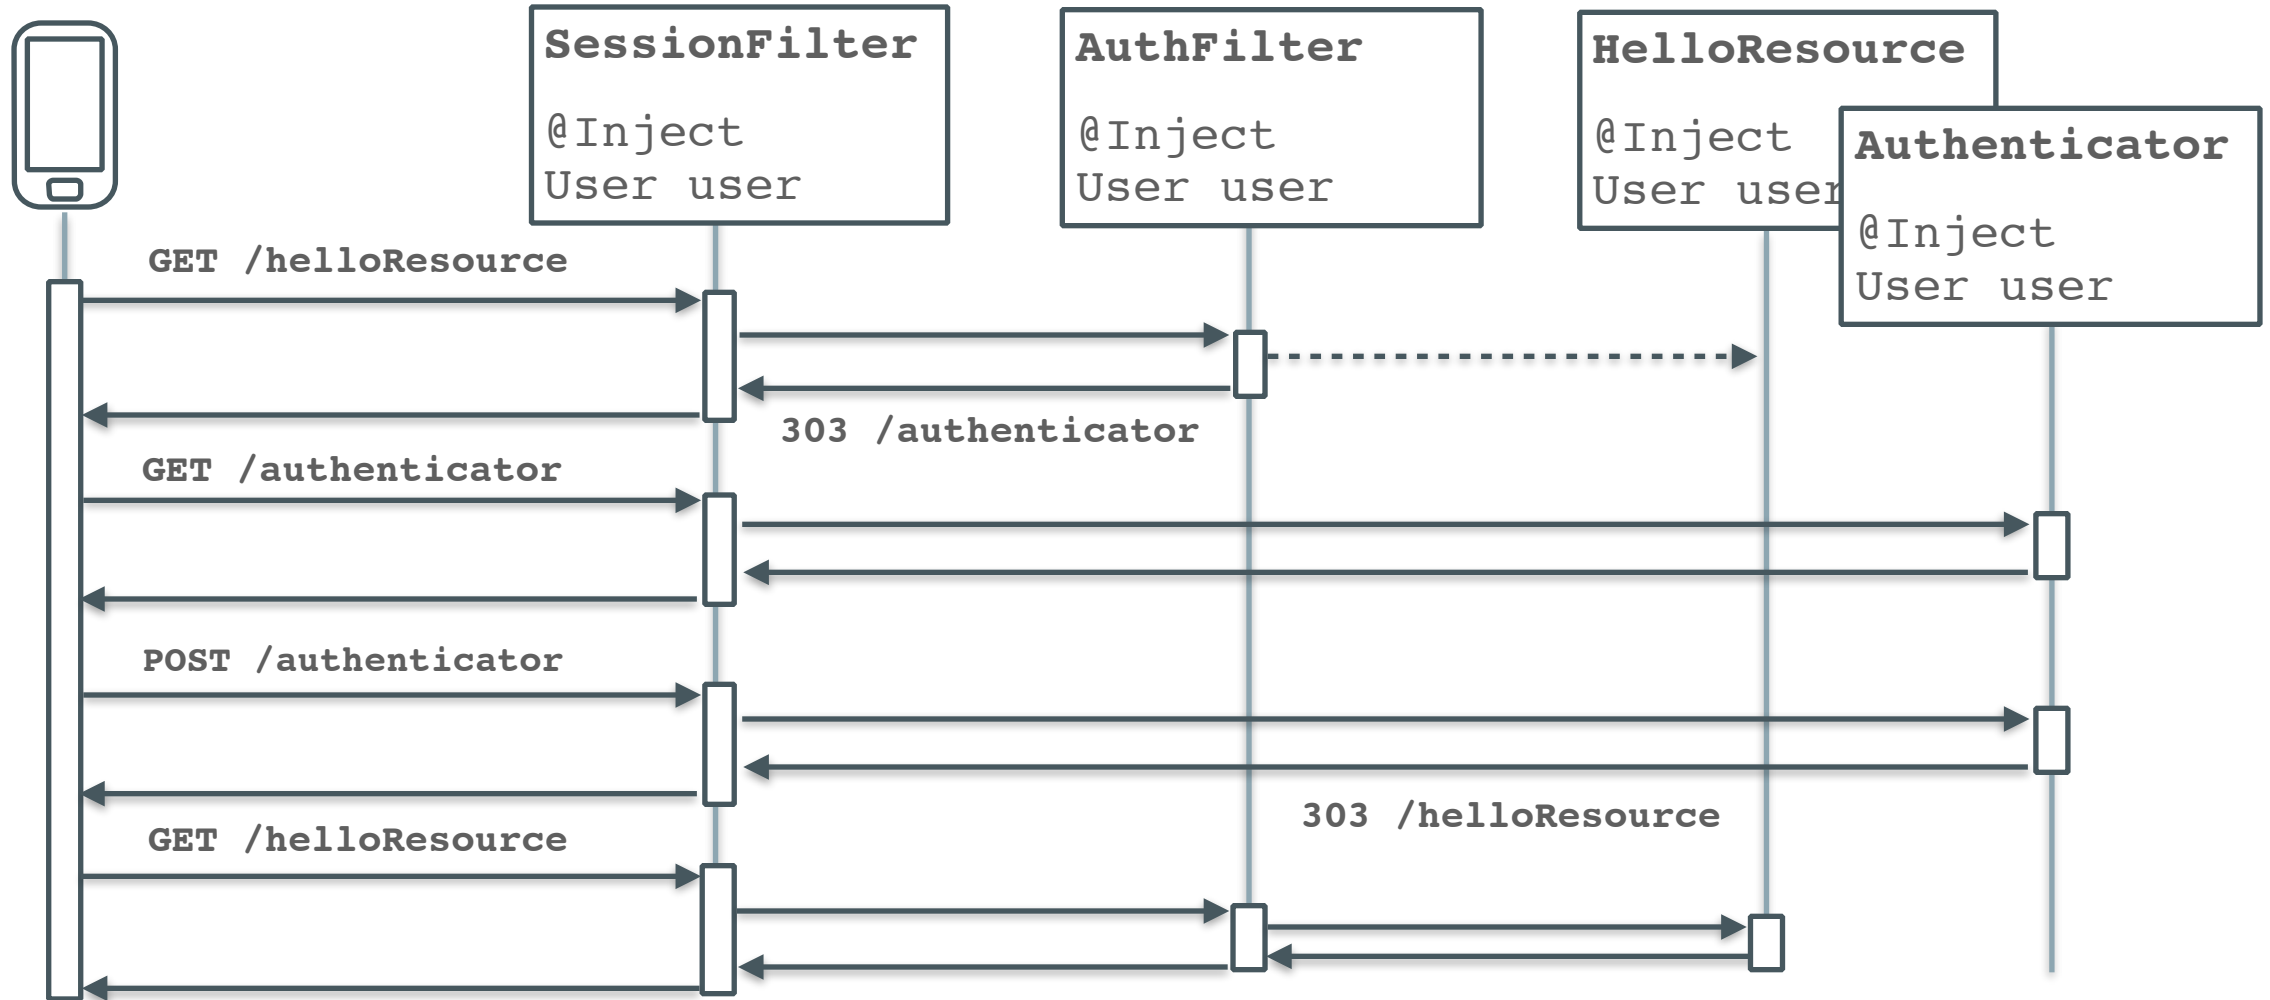 SessionFilter
@Inject
User user
AuthFilter
@Inject
User user
HelloResource
@Inject
User user
Authenticator
@Inject
User user
GET /helloResource
303 /authenticator
GET /authenticator
POST /authenticator
303 /helloResource
GET /helloResource